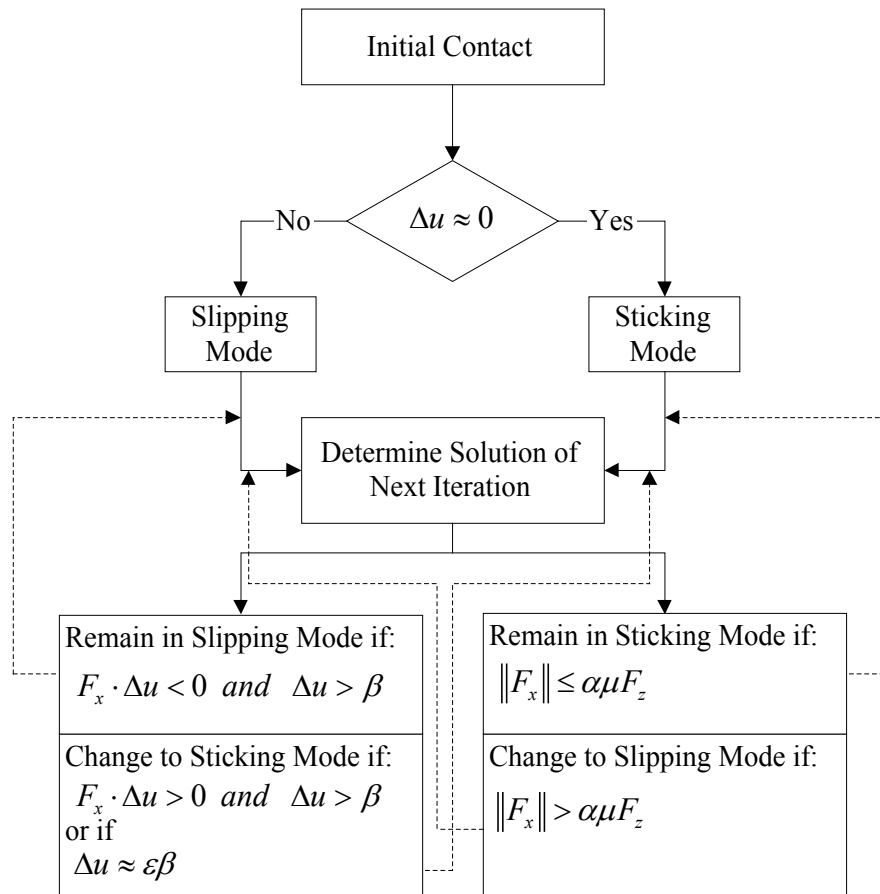 Initial Contact
Δu ≈ 0
No
Yes
Slipping
Mode
Sticking
Mode
Determine Solution of
Next Iteration
Remain in Slipping Mode if:
F_x · Δu < 0 and Δu > β
Change to Sticking Mode if:
F_x · Δu > 0 and Δu > β
or if
Δu ≈ εβ
Remain in Sticking Mode if:
‖F_x‖ ≤ αμF_z
Change to Slipping Mode if:
‖F_x‖ > αμF_z